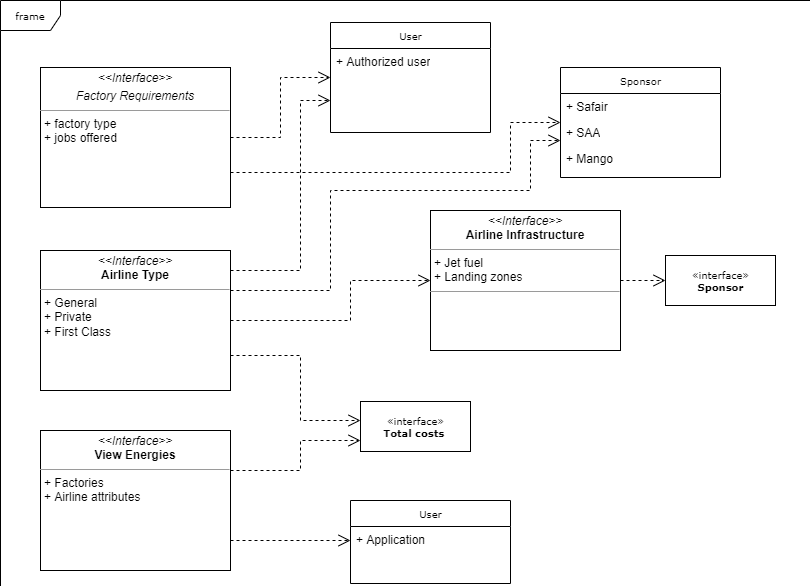 frame
User
+ Authorized user
<<Interface>>
Factory Requirements
+ factory type
+ jobs offered
Sponsor
+ Safair
+ SAA
+ Mango
<<Interface>>
Airline Infrastructure
+ Jet fuel
+ Landing zones
<<Interface>>
Airline Type
+ General
+ Private
+ First Class
«interface»
Sponsor
«interface»
Total costs
<<Interface>>
View Energies
+ Factories
+ Airline attributes
User
+ Application